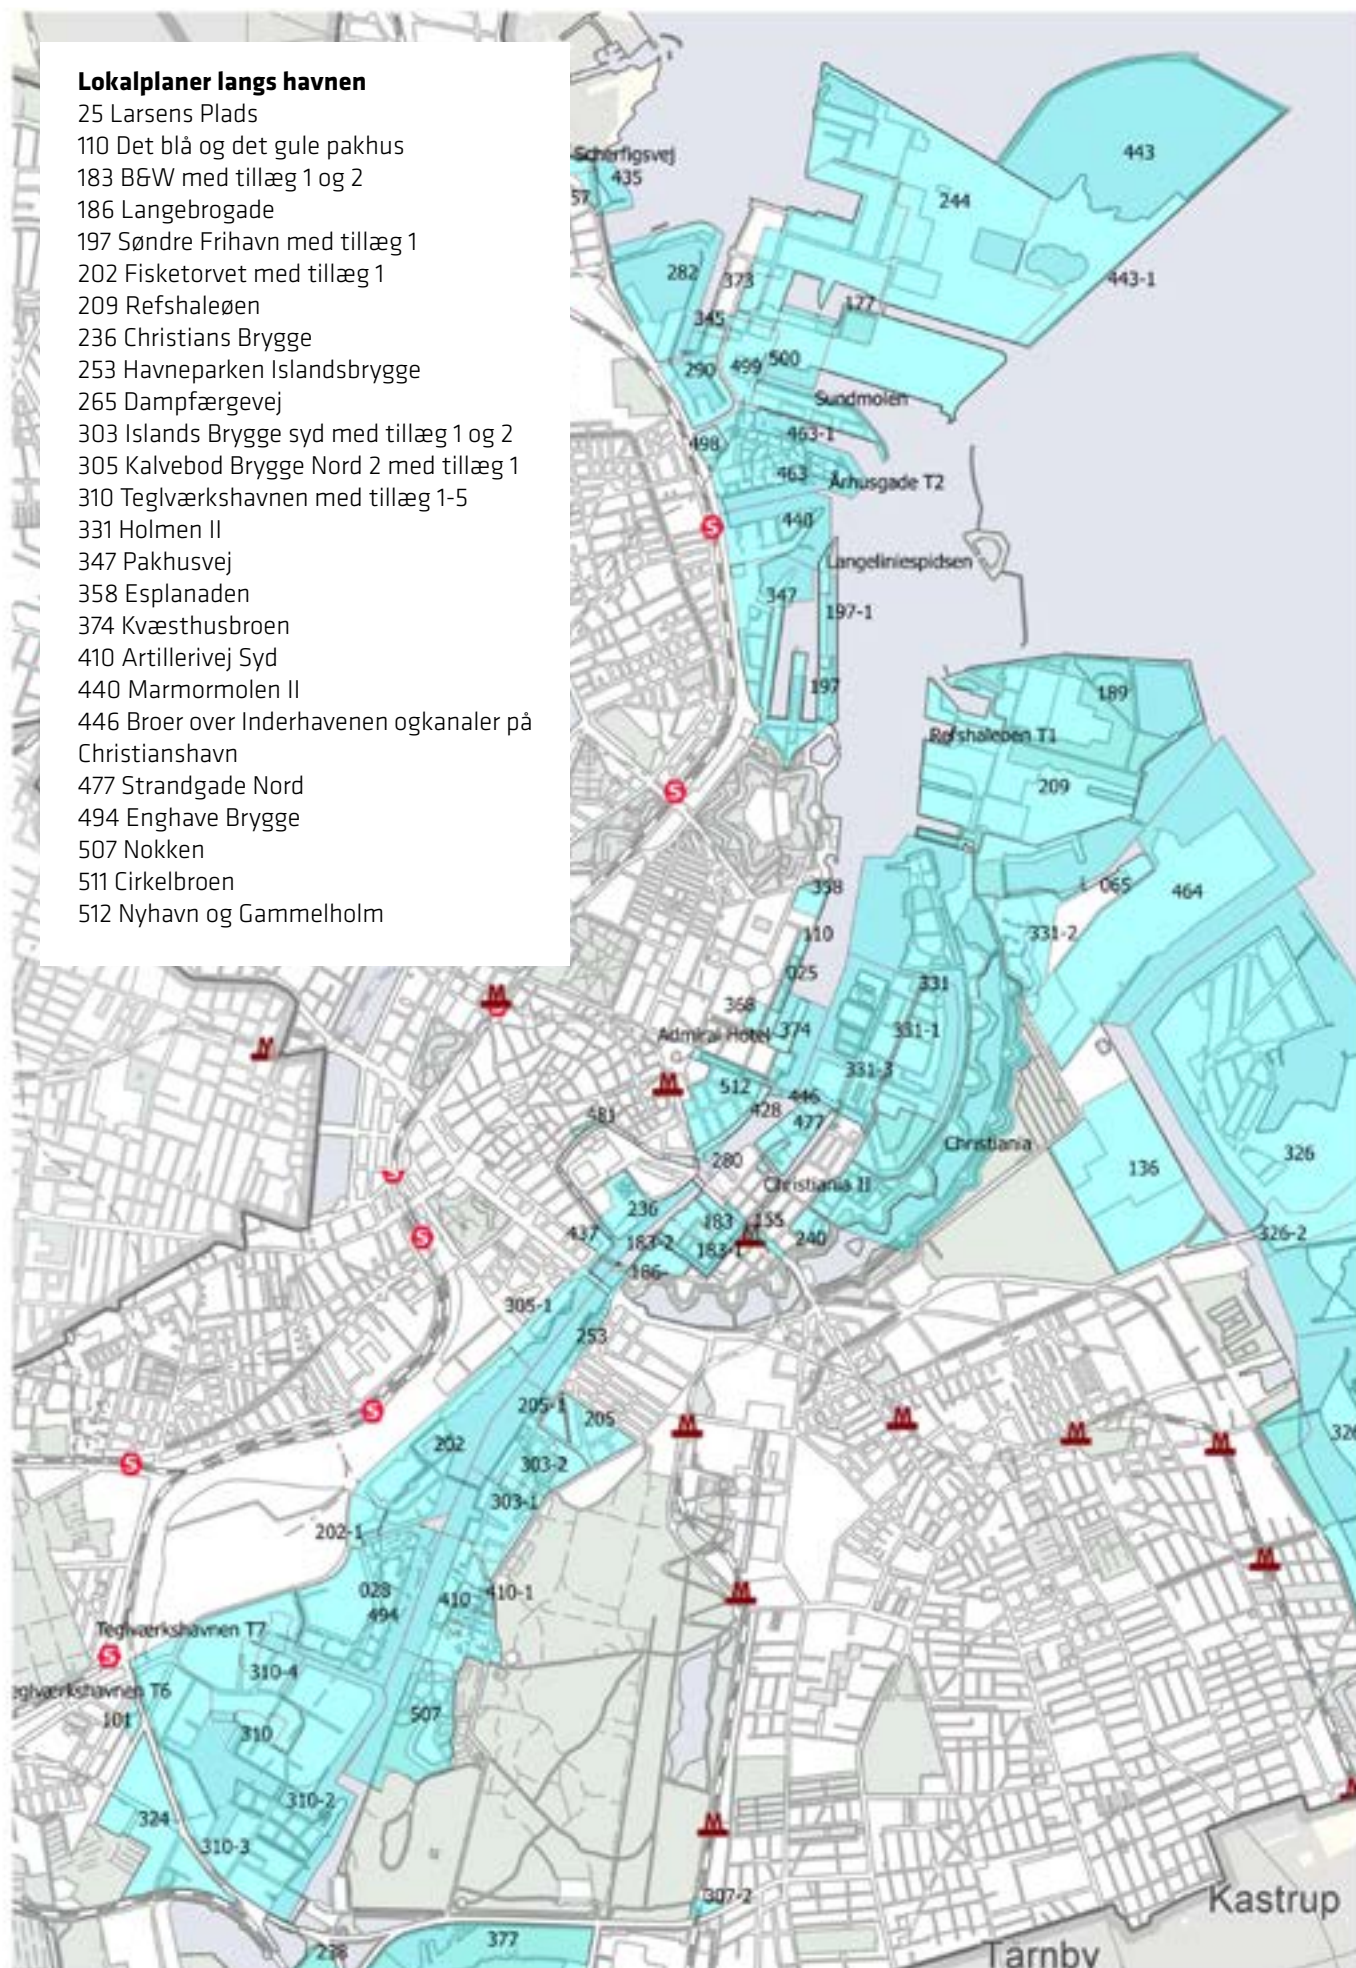 Lokalplaner langs havnen
25 Larsens Plads
110 Det blå og det gule pakhus
183 B&W med tillæg 1 og 2
186 Langebrogade
197 Søndre Frihavn med tillæg 1
202 Fisketorvet med tillæg 1
209 Refshaleøen
236 Christians Brygge
253 Havneparken Islandsbrygge
265 Dampfærgevej
303 Islands Brygge syd med tillæg 1 og 2
305 Kalvebod Brygge Nord 2 med tillæg 1
310 Teglværkshavnen med tillæg 1-5
331 Holmen II
347 Pakhusvej
358 Esplanaden
374 Kvæsthusbroen
410 Artillerivej Syd
440 Marmormolen II
446 Broer over Inderhavenen ogkanaler på
Christianshavn
477 Strandgade Nord
494 Enghave Brygge
507 Nokken
511 Cirkelbroen
512 Nyhavn og Gammelholm
Scherfigsvej
435
57
443
244
282
373
443-1
177
345
290
499
500
Sundmolen
463-1
498
463
Århusgade T2
440
Langeliniespidsen
347
197-1
197
189
Refshaleøen T1
209
358
L 065
464
110
331-2
025
331
368
Admiral Hotel
374
331-1
331-3
512
446
428
477
481
Christiania
280
136
326
Christiania II
236
183
155
437
183-2
183-1
240
326-2
186-
305-1
253
205-1
205
202
303-2
326
303-1
202-1
028
410
410-1
494
Teglværkshavnen T7
310-4
eglværkshavnen T6
101
310
507
310-2
324
310-3
307-2
Kastrup
238
377
Tårnby